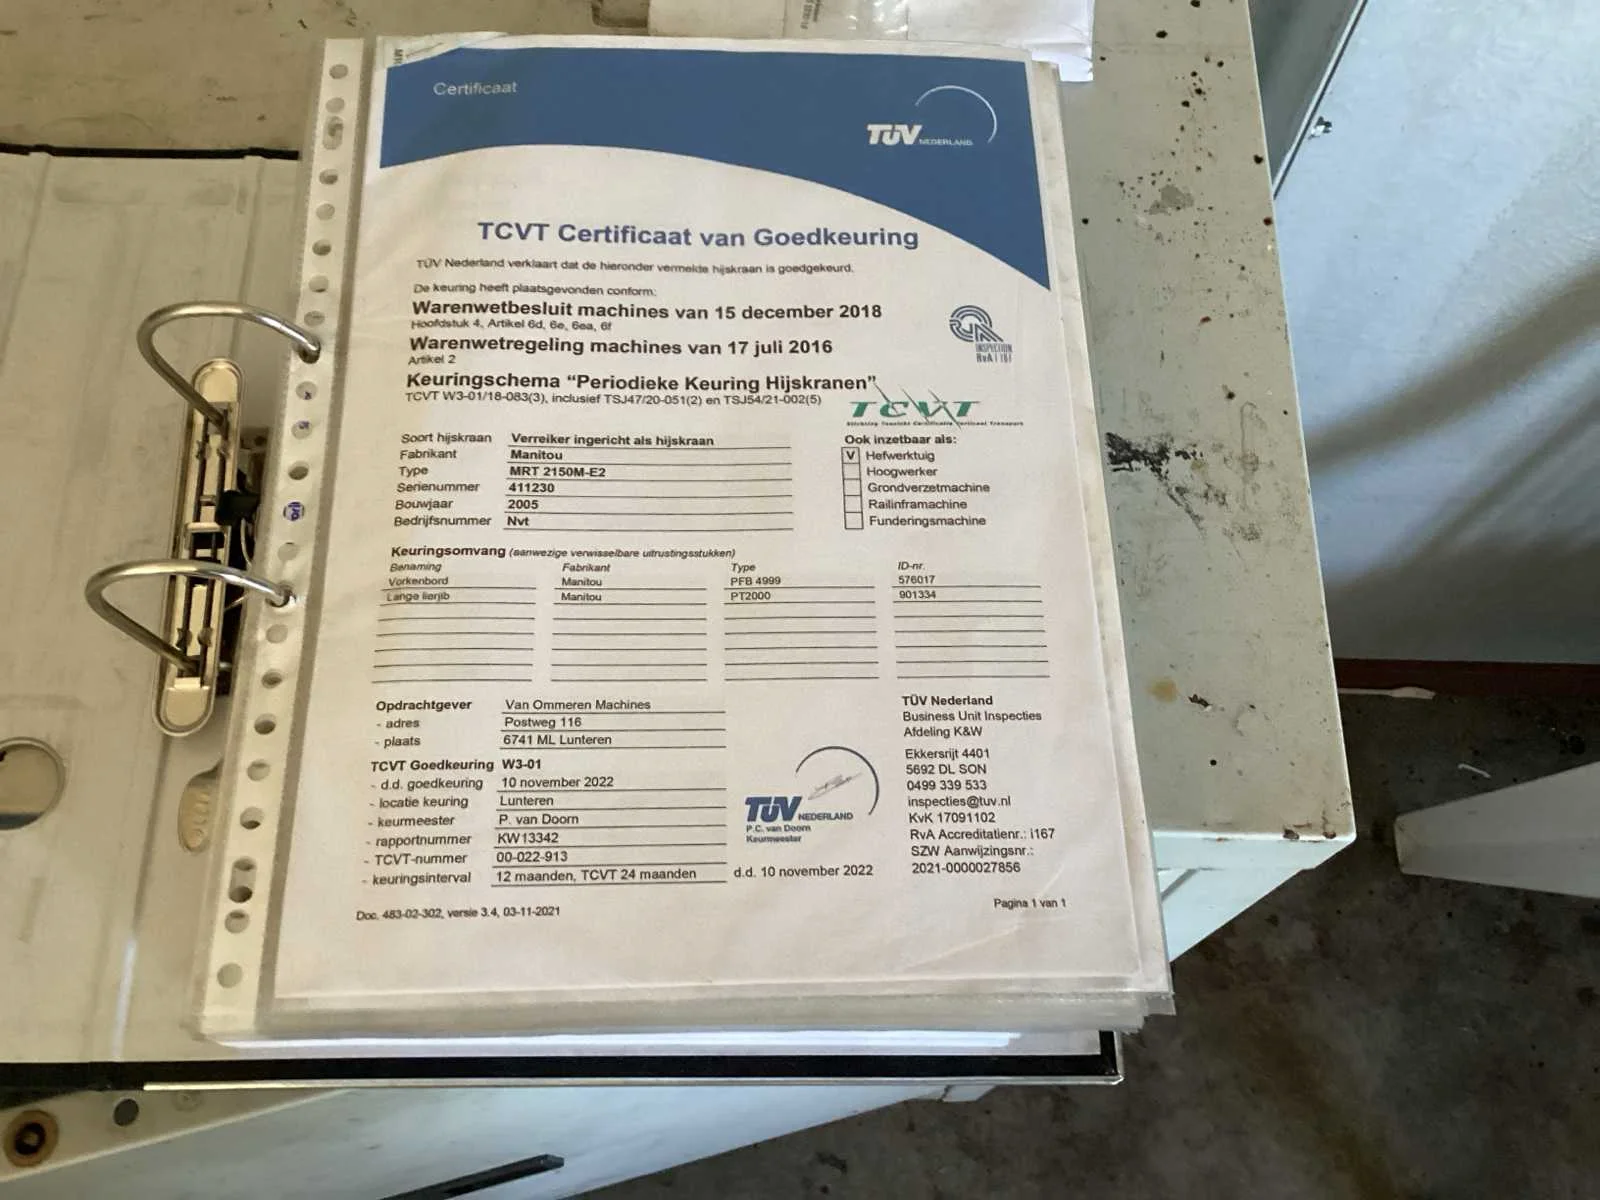 Certificaat
TÜV NEDERLAND
TCVT Certificaat van Goedkeuring
TÜV Nederland verklaart dat de hieronder vermelde hijskraan is goedgekeurd.
De keuring heeft plaatsgevonden conform:
Warenwetbesluit machines van 15 december 2018
Hoofdstuk 4, Artikel 6d, 6e, 6ea, 6f
Warenwetregeling machines van 17 juli 2016
Artikel 2
INSPECTION
RvA I 167
Keuringschema “Periodieke Keuring Hijskranen”
TCVT W3-01/18-083(3), inclusief TSJ47/20-051(2) en TSJ54/21-002(5)
TCVT
Stichting Toezicht Certificatie Verticaal Transport
Soort hijskraan Verreiker ingericht als hijskraan
Fabrikant Manitou
Type MRT 2150M-E2
Serienummer 411230
Bouwjaar 2005
Bedrijfsnummer Nvt
Ook inzetbaar als:
V Hefwerktuig
Hoogwerker
Grondverzetmachine
Railinframachine
Funderingsmachine
Keuringsomvang (aanwezige verwisselbare uitrustingsstukken)
Benaming Fabrikant Type ID-nr.
Vorkenbord Manitou PFB 4999 576017
Lange lierjib Manitou PT2000 901334
Opdrachtgever Van Ommeren Machines
- adres Postweg 116
- plaats 6741 ML Lunteren
TCVT Goedkeuring W3-01
- d.d. goedkeuring 10 november 2022
- locatie keuring Lunteren
- keurmeester P. van Doorn
- rapportnummer KW13342
- TCVT-nummer 00-022-913
- keuringsinterval 12 maanden, TCVT 24 maanden
TÜV NEDERLAND
P.C. van Doorn
Keurmeester
d.d. 10 november 2022
TÜV Nederland
Business Unit Inspecties
Afdeling K&W
Ekkersrijt 4401
5692 DL SON
0499 339 533
inspecties@tuv.nl
KvK 17091102
RvA Accreditatienr.: i167
SZW Aanwijzingsnr.:
2021-0000027856
Doc. 483-02-302, versie 3.4, 03-11-2021
Pagina 1 van 1